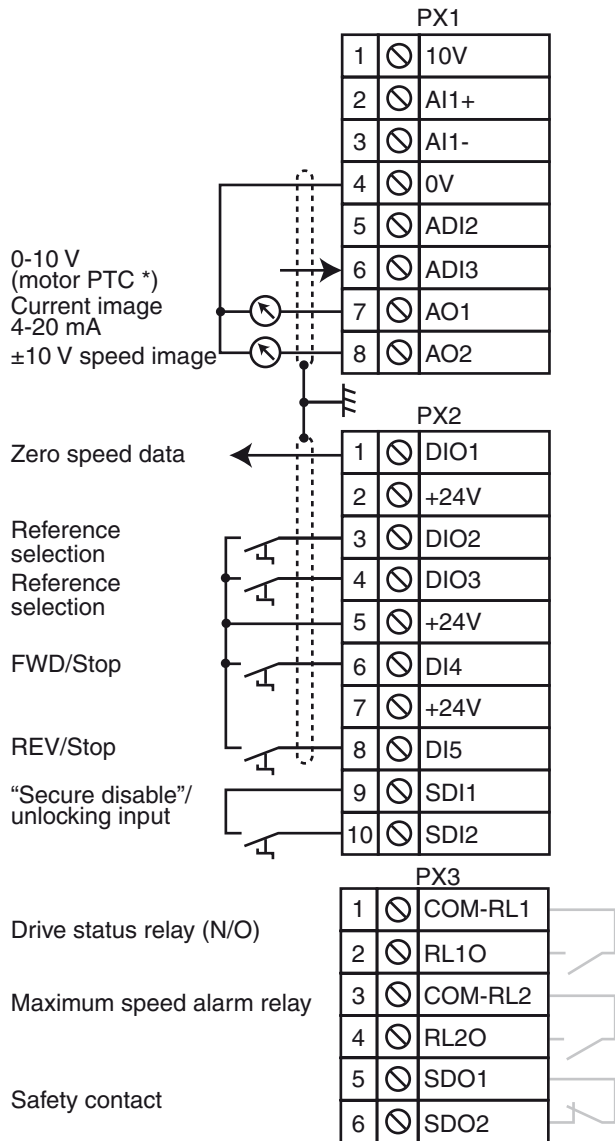 PX1
1 10V
2 AI1+
3 AI1-
4 0V
5 ADI2
0-10 V
(motor PTC *)
6 ADI3
Current image
4-20 mA
7 AO1
±10 V speed image
8 AO2
PX2
Zero speed data
1 DIO1
2 +24V
Reference
selection
3 DIO2
Reference
selection
4 DIO3
5 +24V
FWD/Stop
6 DI4
7 +24V
REV/Stop
8 DI5
“Secure disable”/
unlocking input
9 SDI1
10 SDI2
PX3
1 COM-RL1
Drive status relay (N/O)
2 RL1O
Maximum speed alarm relay
3 COM-RL2
4 RL2O
5 SDO1
Safety contact
6 SDO2